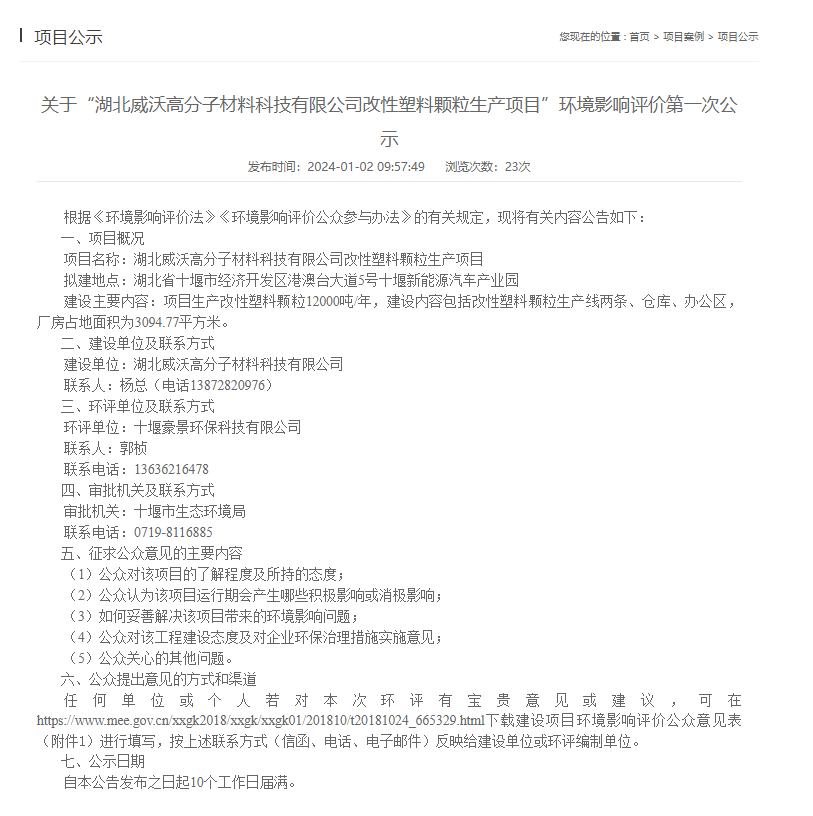 项目公示
您现在的位置 : 首页 > 项目案例 > 项目公示
关于“湖北威沃高分子材料科技有限公司改性塑料颗粒生产项目”环境影响评价第一次公
示
发布时间：2024-01-02 09:57:49 浏览次数：23次
根据《环境影响评价法》《环境影响评价公众参与办法》的有关规定，现将有关内容公告如下：
一、项目概况
项目名称：湖北威沃高分子材料科技有限公司改性塑料颗粒生产项目
拟建地点：湖北省十堰市经济开发区港澳台大道5号十堰新能源汽车产业园
建设主要内容：项目生产改性塑料颗粒12000吨/年，建设内容包括改性塑料颗粒生产线两条、仓库、办公区，
厂房占地面积为3094.77平方米。
二、建设单位及联系方式
建设单位：湖北威沃高分子材料科技有限公司
联系人：杨总（电话13872820976）
三、环评单位及联系方式
环评单位：十堰豪景环保科技有限公司
联系人：郭桢
联系电话：13636216478
四、审批机关及联系方式
审批机关：十堰市生态环境局
联系电话：0719-8116885
五、征求公众意见的主要内容
（1）公众对该项目的了解程度及所持的态度；
（2）公众认为该项目运行期会产生哪些积极影响或消极影响；
（3）如何妥善解决该项目带来的环境影响问题；
（4）公众对该工程建设态度及对企业环保治理措施实施意见；
（5）公众关心的其他问题。
六、公众提出意见的方式和渠道
任何单位或个人若对本次环评有宝贵意见或建议，可在
https://www.mee.gov.cn/xxgk2018/xxgk/xxgk01/201810/t20181024_665329.html下载建设项目环境影响评价公众意见表
（附件1）进行填写，按上述联系方式（信函、电话、电子邮件）反映给建设单位或环评编制单位。
七、公示日期
自本公告发布之日起10个工作日届满。